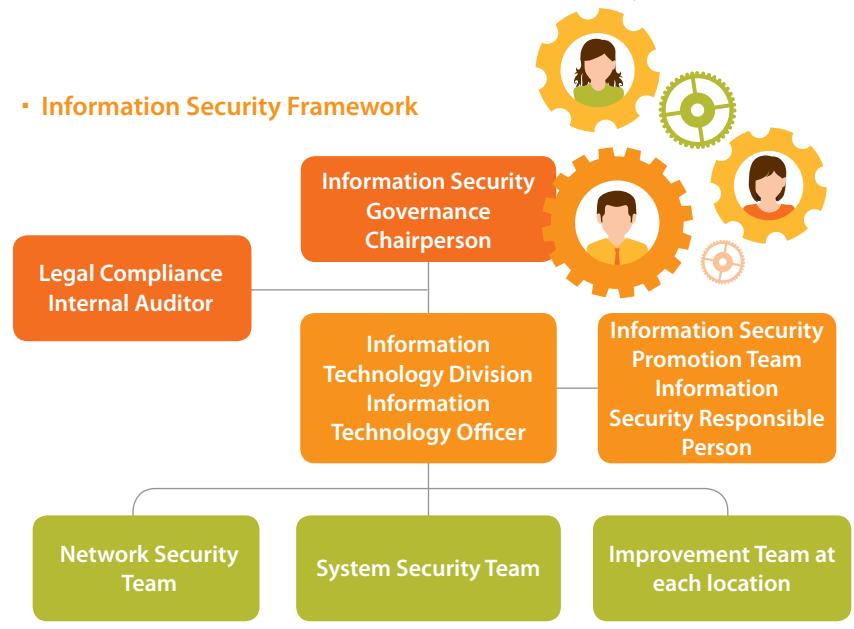 ▪ Information Security Framework
Information Security
Governance
Chairperson
Legal Compliance
Internal Auditor
Information
Technology Division
Information
Technology Officer
Information Security
Promotion Team
Information
Security Responsible
Person
Network Security
Team
System Security Team
Improvement Team at
each location